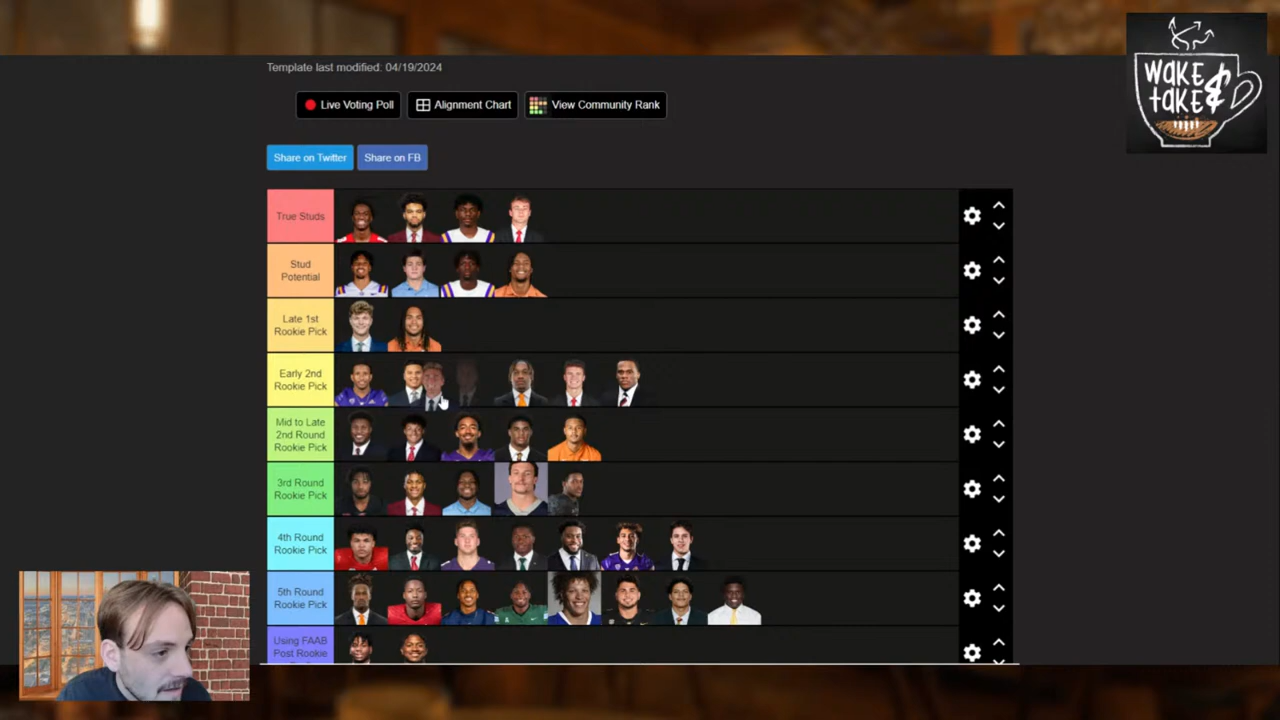 Template last modified: 04/19/2024
Live Voting Poll
Alignment Chart
View Community Rank
Share on Twitter
Share on FB
WAKE &
tAKE
True Studs
Stud
Potential
Late 1st
Rookie Pick
Early 2nd
Rookie Pick
Mid to Late
2nd Round
Rookie Pick
3rd Round
Rookie Pick
4th Round
Rookie Pick
5th Round
Rookie Pick
Using FAAB
Post Rookie